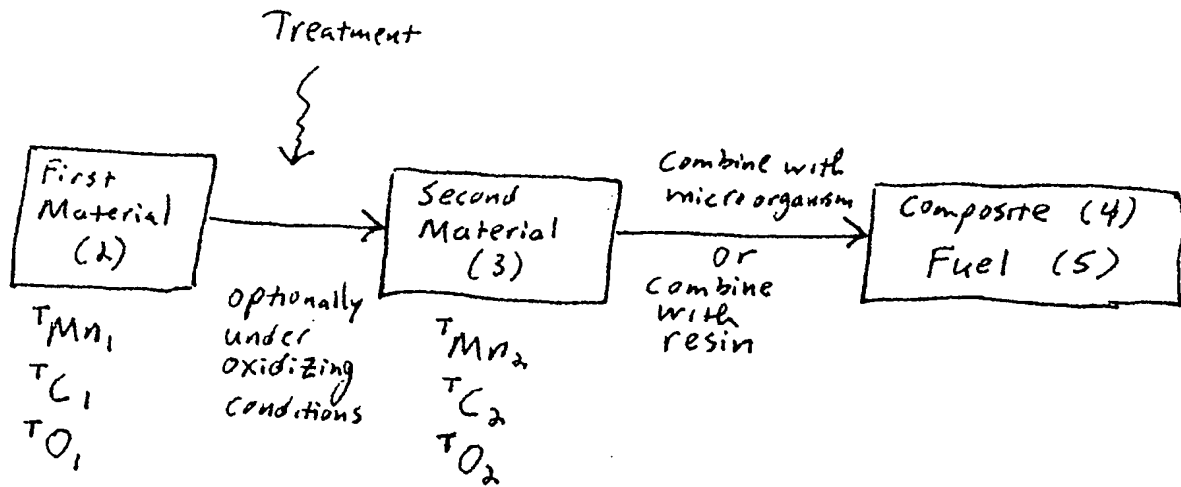 Treatment
First
Material
(2)
optionally
under
oxidizing
conditions
Second
Material
(3)
Combine with
microorganism
or
combine
with
resin
Composite (4)
Fuel (5)
TMn1
TC1
TO1
TMn2
TC2
TO2